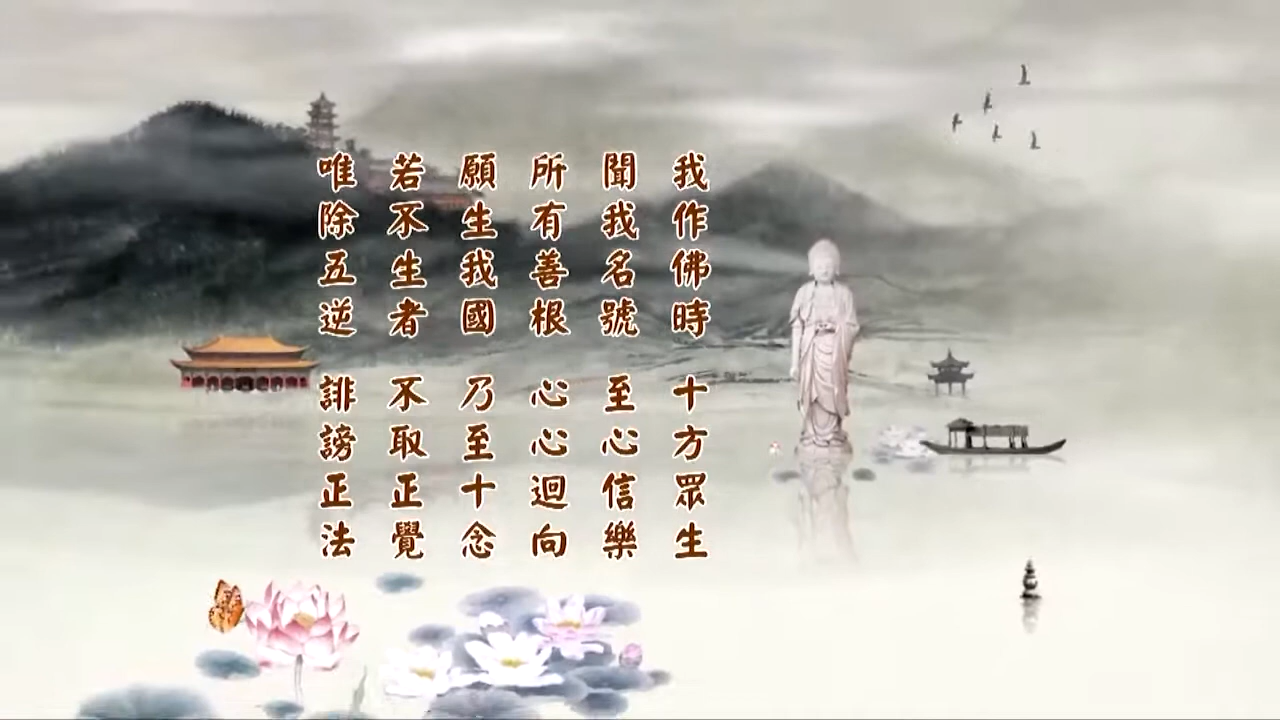 我作佛時 十方眾生
聞我名號 至心信樂
所有善根 心心迴向
願生我國 乃至十念
若不生者 不取正覺
唯除五逆 誹謗正法